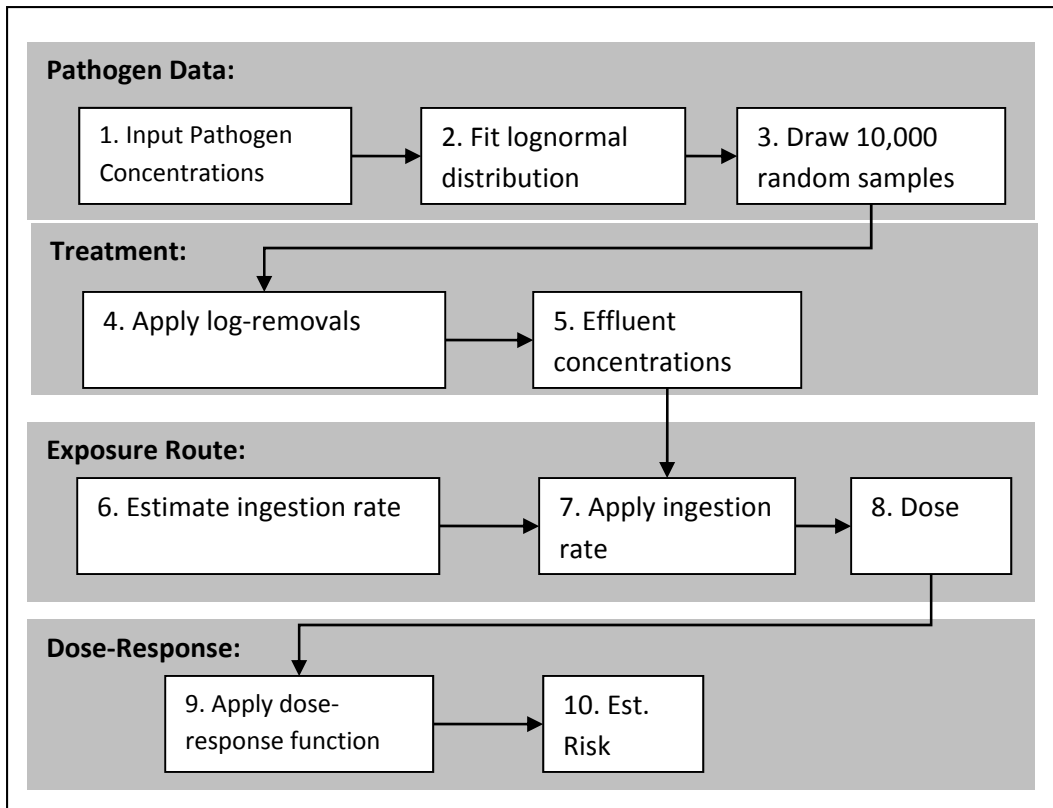 Pathogen Data:
1. Input Pathogen
Concentrations
2. Fit lognormal
distribution
3. Draw 10,000
random samples
Treatment:
4. Apply log-removals
5. Effluent
concentrations
Exposure Route:
6. Estimate ingestion rate
7. Apply ingestion
rate
8. Dose
Dose-Response:
9. Apply dose-
response function
10. Est.
Risk